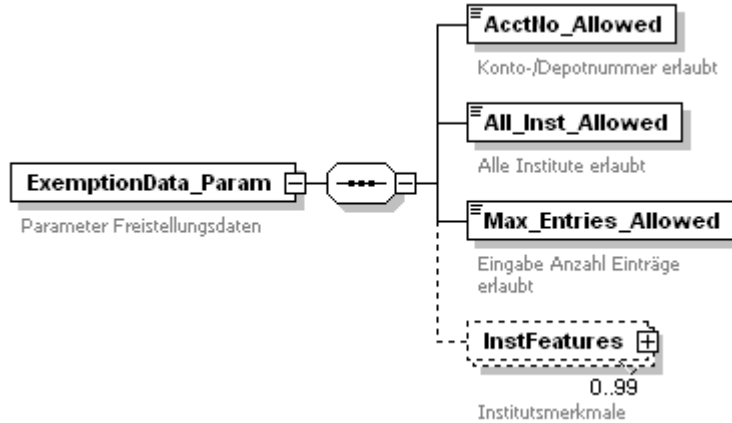 AcctNo_Allowed
Konto-/Depotnummer erlaubt
All_Inst_Allowed
Alle Institute erlaubt
ExemptionData_Param
Parameter Freistellungsdaten
Max_Entries_Allowed
Eingabe Anzahl Einträge
erlaubt
InstFeatures
0..99
Institutsmerkmale